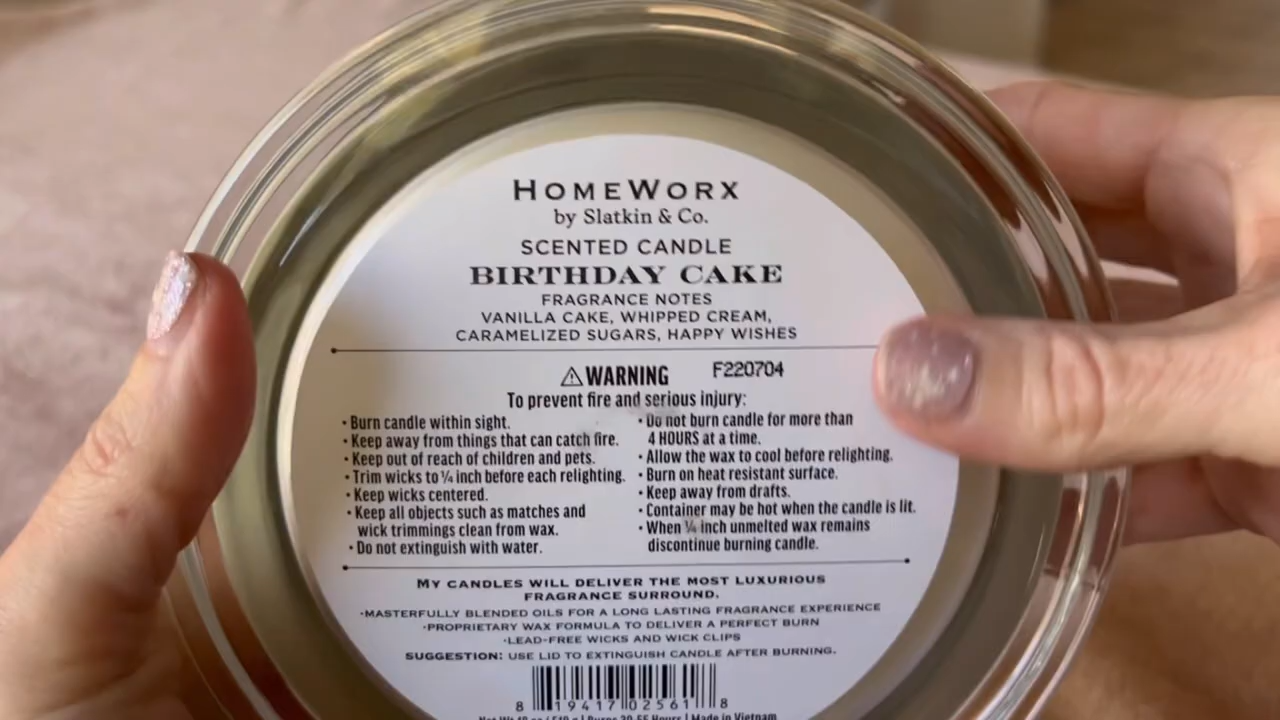 HOMEWORX
by Slatkin & Co.
SCENTED CANDLE
BIRTHDAY CAKE
FRAGRANCE NOTES
VANILLA CAKE, WHIPPED CREAM,
CARAMELIZED SUGARS, HAPPY WISHES
⚠WARNING F220704
To prevent fire and serious injury:
• Burn candle within sight.
• Keep away from things that can catch fire.
• Keep out of reach of children and pets.
• Trim wicks to ¼ inch before each relighting.
• Keep wicks centered.
• Keep all objects such as matches and
wick trimmings clean from wax.
• Do not extinguish with water.
• Do not burn candle for more than
4 HOURS at a time.
• Allow the wax to cool before relighting.
• Burn on heat resistant surface.
• Keep away from drafts.
• Container may be hot when the candle is lit.
• When ¼ inch unmelted wax remains
discontinue burning candle.
MY CANDLES WILL DELIVER THE MOST LUXURIOUS
FRAGRANCE SURROUND.
•MASTERFULLY BLENDED OILS FOR A LONG LASTING FRAGRANCE EXPERIENCE
•PROPRIETARY WAX FORMULA TO DELIVER A PERFECT BURN
•LEAD-FREE WICKS AND WICK CLIPS
SUGGESTION: USE LID TO EXTINGUISH CANDLE AFTER BURNING.
8 19417 02561 8
Made in Vietnam